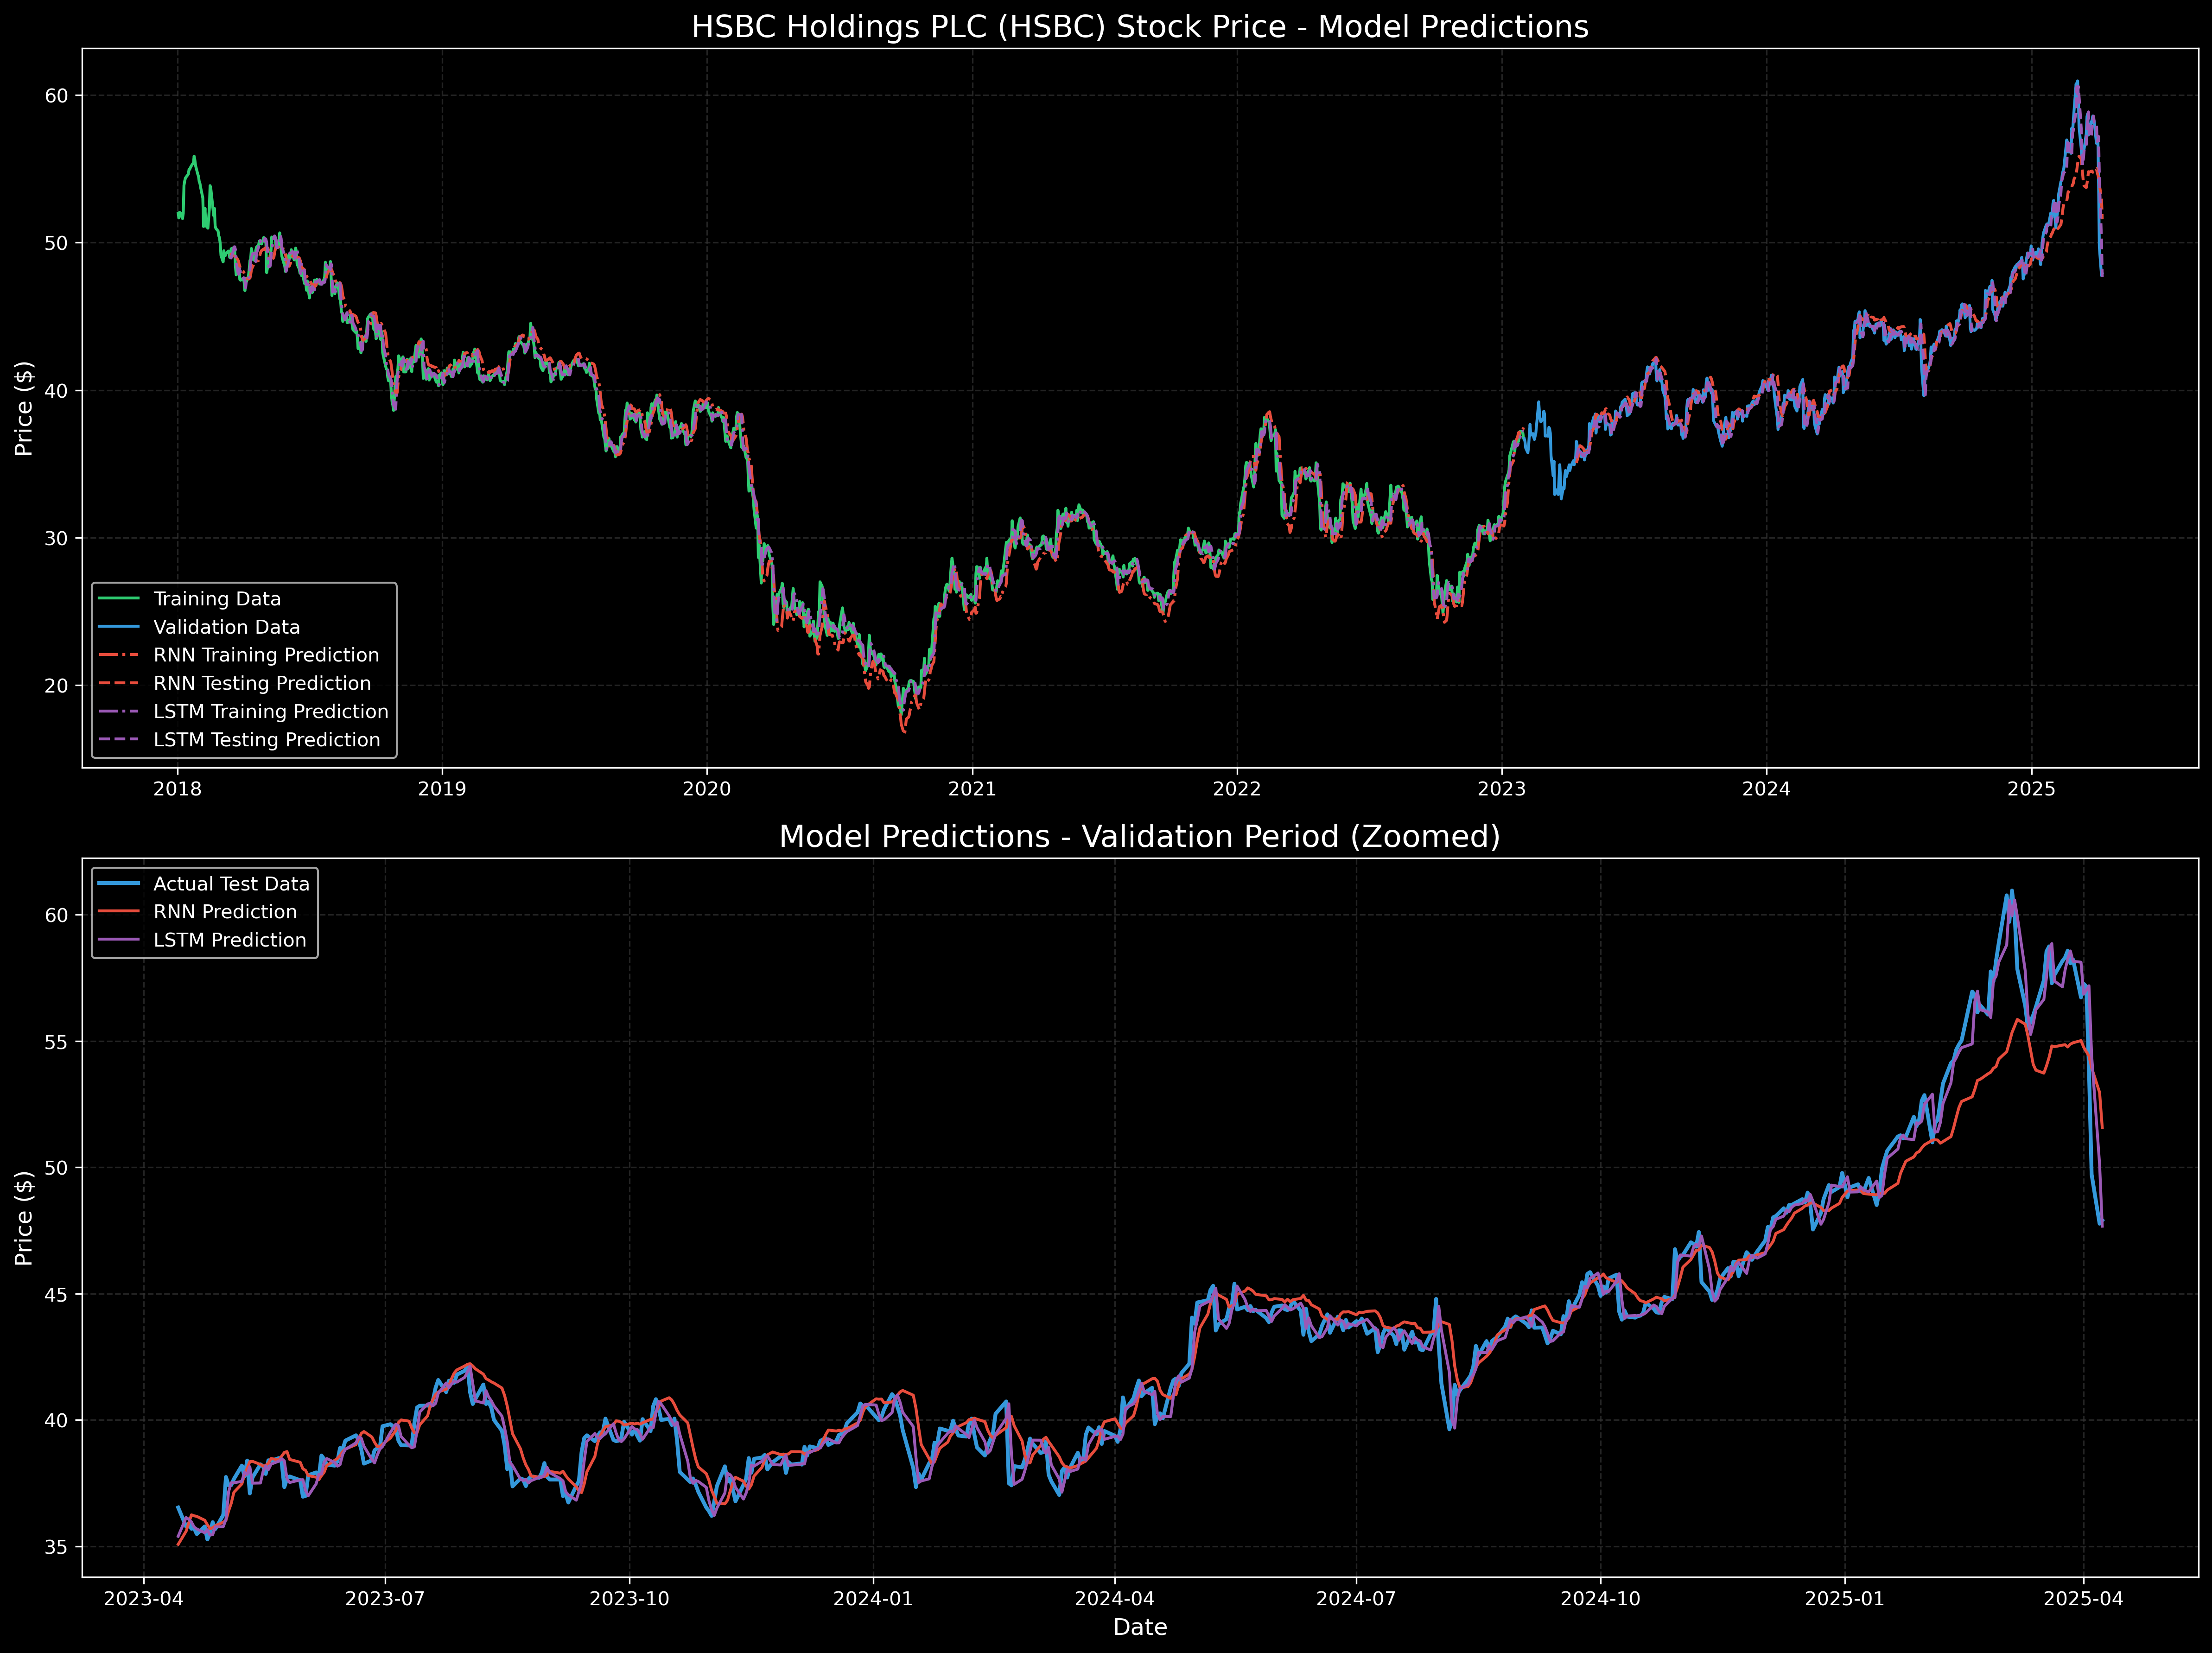 HSBC Holdings PLC (HSBC) Stock Price - Model Predictions
Price ($)
60
50
40
30
20
Training Data
Validation Data
RNN Training Prediction
RNN Testing Prediction
LSTM Training Prediction
LSTM Testing Prediction
2018 2019 2020 2021 2022 2023 2024 2025
Model Predictions - Validation Period (Zoomed)
Price ($)
60
55
50
45
40
35
Actual Test Data
RNN Prediction
LSTM Prediction
2023-04 2023-07 2023-10 2024-01 2024-04 2024-07 2024-10 2025-01 2025-04
Date